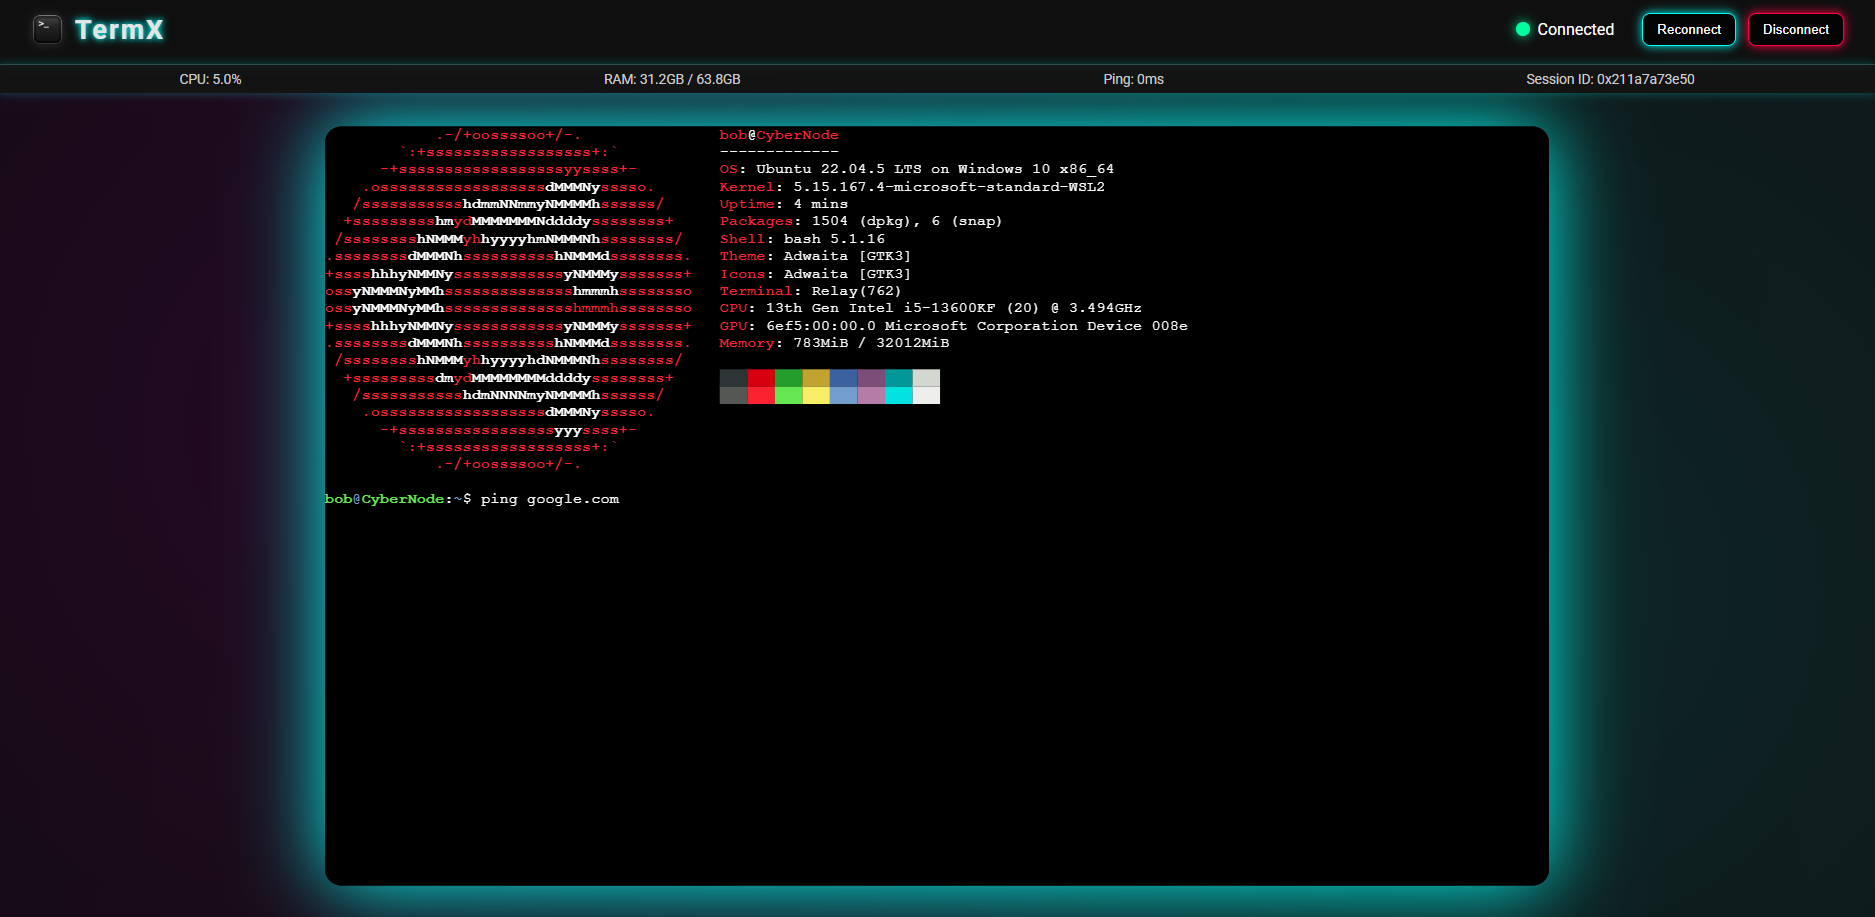 >_ TermX
Connected
Reconnect
Disconnect
CPU: 5.0%
RAM: 31.2GB / 63.8GB
Ping: 0ms
Session ID: 0x211a7a73e50
.-/+oossssoo+/-. bob@CyberNode
`:+ssssssssssssssssss+:` -------------
-+ssssssssssssssssssyyssss+- OS: Ubuntu 22.04.5 LTS on Windows 10 x86_64
.ossssssssssssssssssdMMMNysssso. Kernel: 5.15.167.4-microsoft-standard-WSL2
/ssssssssssshdmmNNmmyNMMMMhssssss/ Uptime: 4 mins
+ssssssssshmydMMMMMMMNddddyssssssss+ Packages: 1504 (dpkg), 6 (snap)
/sssssssshNMMMyhhyyyyhmNMMMNhssssssss/ Shell: bash 5.1.16
.ssssssssdMMMNhsssssssssshNMMMdssssssss. Theme: Adwaita [GTK3]
+sssshhhyNMMNyssssssssssssyNMMMysssssss+ Icons: Adwaita [GTK3]
ossyNMMMNyMMhsssssssssssssshmmmhssssssso Terminal: Relay(762)
ossyNMMMNyMMhsssssssssssssshmmmhssssssso CPU: 13th Gen Intel i5-13600KF (20) @ 3.494GHz
+sssshhhyNMMNyssssssssssssyNMMMysssssss+ GPU: 6ef5:00:00.0 Microsoft Corporation Device 008e
.ssssssssdMMMNhsssssssssshNMMMdssssssss. Memory: 783MiB / 32012MiB
/sssssssshNMMMyhhyyyyhdNMMMNhssssssss/
+sssssssssdmydMMMMMMMMddddyssssssss+
/ssssssssssshdmNNNNmyNMMMMhssssss/
.ossssssssssssssssssdMMMNysssso.
-+sssssssssssssssssyyyssss+-
`:+ssssssssssssssssss+:`
.-/+oossssoo+/-.
bob@CyberNode:~$ ping google.com